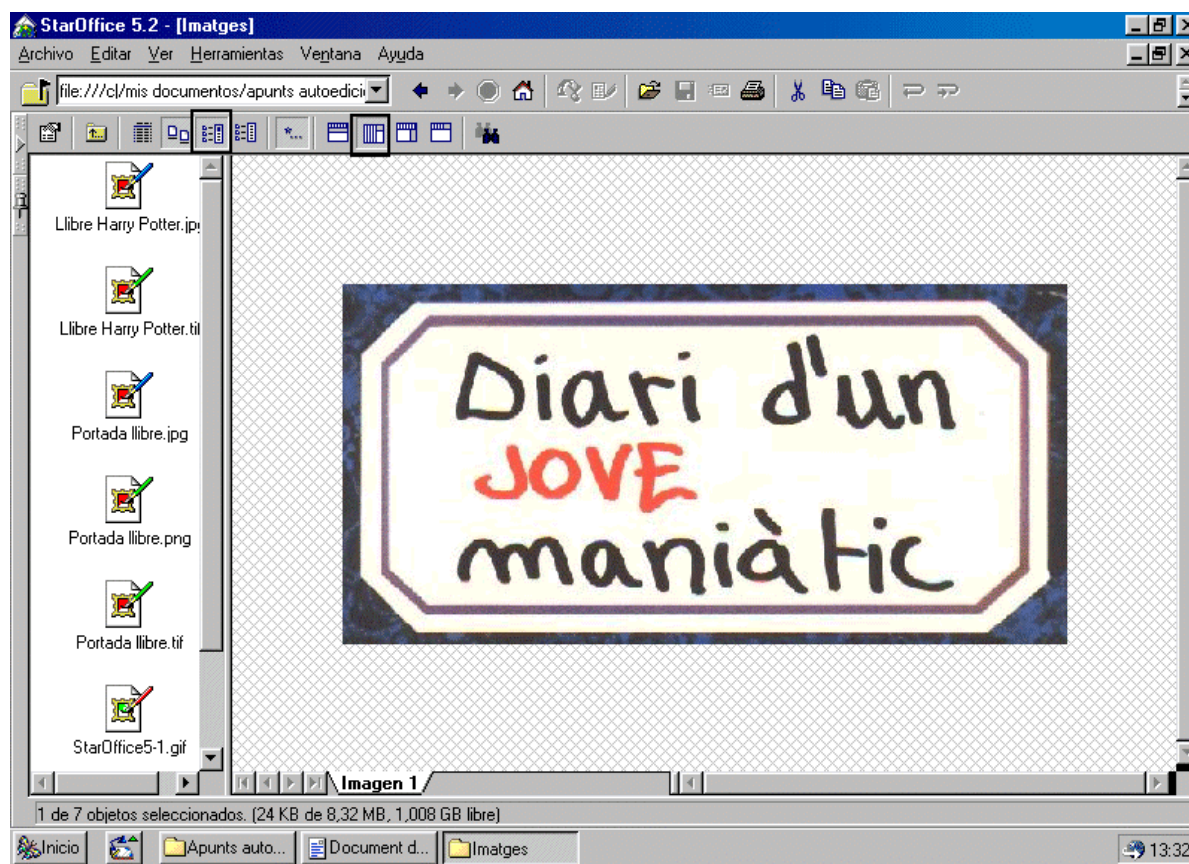 StarOffice 5.2 - [Imatges]
Archivo Editar Ver Herramientas Ventana Ayuda
file:///c|/mis documentos/apunts autoedici
Llibre Harry Potter.jp
Llibre Harry Potter.tif
Portada llibre.jpg
Portada llibre.png
Portada llibre.tif
StarOffice5-1.gif
Diari d'un
JOVE
maniàtic
Imagen 1
1 de 7 objetos seleccionados. (24 KB de 8,32 MB, 1,008 GB libre)
Inicio Apunts auto... Document d... Imatges 13:32